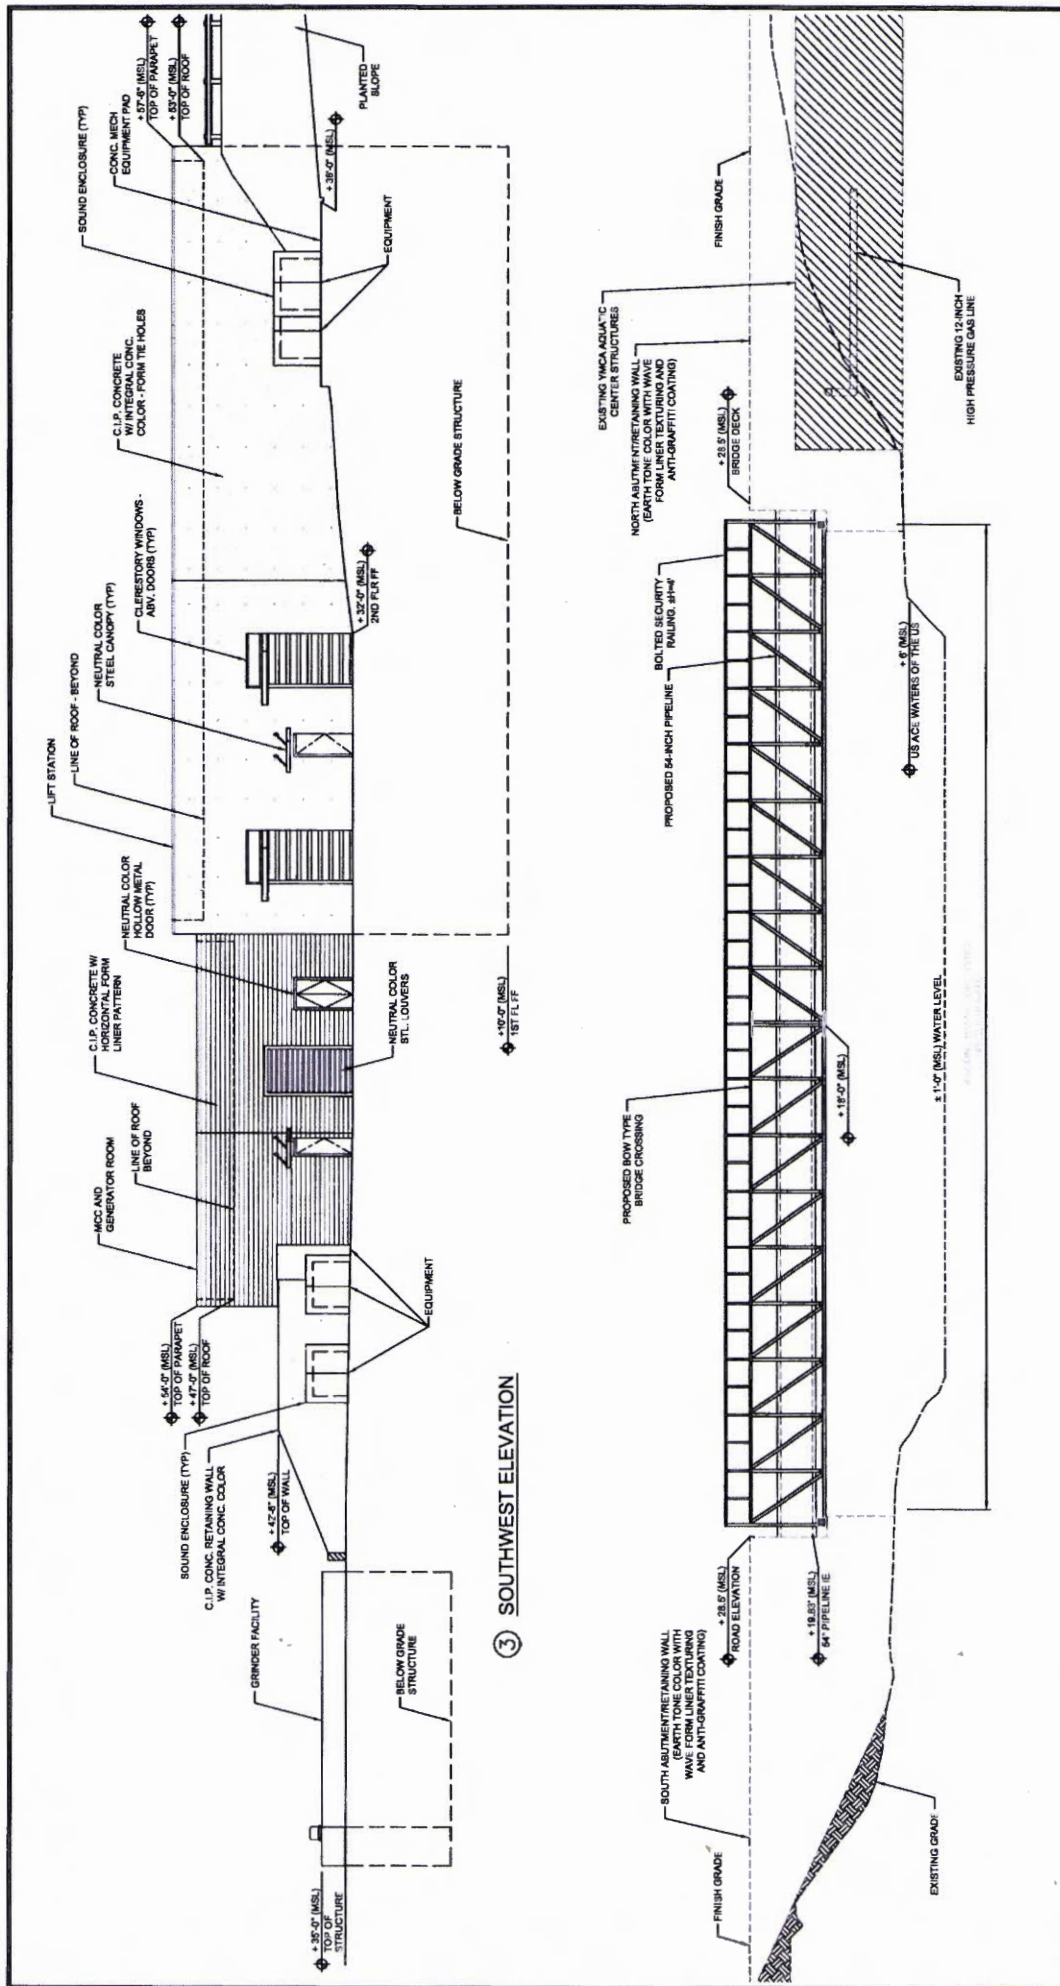 + 57'-6" (MSL)
TOP OF PARAPET
+ 53'-0" (MSL)
TOP OF ROOF
PLANTED
SLOPE
SOUND ENCLOSURE (TYP)
CONC. MECH
EQUIPMENT PAD
+ 36'-0" (MSL)
EQUIPMENT
C.I.P. CONCRETE
W/ INTEGRAL CONC.
COLOR - FORM TIE HOLES
CLERESTORY WINDOWS -
ABV. DOORS (TYP)
BELOW GRADE STRUCTURE
+ 32'-0" (MSL)
2ND FLR FF
NEUTRAL COLOR
STEEL CANOPY (TYP)
LINE OF ROOF - BEYOND
LIFT STATION
NEUTRAL COLOR
HOLLOW METAL
DOOR (TYP)
C.I.P. CONCRETE W/
HORIZONTAL FORM
LINER PATTERN
NEUTRAL COLOR
STL. LOUVERS
+10'-0" (MSL)
1ST FL FF
LINE OF ROOF
BEYOND
MCC AND
GENERATOR ROOM
EQUIPMENT
+ 54'-0" (MSL)
TOP OF PARAPET
+ 47'-0" (MSL)
TOP OF ROOF
SOUND ENCLOSURE (TYP)
C.I.P. CONC. RETAINING WALL
W/ INTEGRAL CONC. COLOR
+ 42'-6" (MSL)
TOP OF WALL
GRINDER FACILITY
BELOW GRADE
STRUCTURE
+ 35'-0" (MSL)
TOP OF
STRUCTURE
3 SOUTHWEST ELEVATION
FINISH GRADE
EXISTING YMCA AQUATIC
CENTER STRUCTURES
NORTH ABUTMENT/RETAINING WALL
(EARTH TONE COLOR WITH WAVE
FORM LINER TEXTURING AND
ANTI-GRAFFITI COATING)
EXISTING 12-INCH
HIGH PRESSURE GAS LINE
+ 28.5' (MSL)
BRIDGE DECK
BOLTED SECURITY
RAILING. ±H=4'
PROPOSED 54-INCH PIPELINE
+ 6' (MSL)
US ACE WATERS OF THE US
PROPOSED BOW TYPE
BRIDGE CROSSING
+ 18'-0" (MSL)
± 1'-0" (MSL) WATER LEVEL
+ 28.5' (MSL)
ROAD ELEVATION
+ 19.83' (MSL)
54" PIPELINE IE
SOUTH ABUTMENT/RETAINING WALL
(EARTH TONE COLOR WITH
WAVE FORM LINER TEXTURING
AND ANTI-GRAFFITI COATING)
FINISH GRADE
EXISTING GRADE